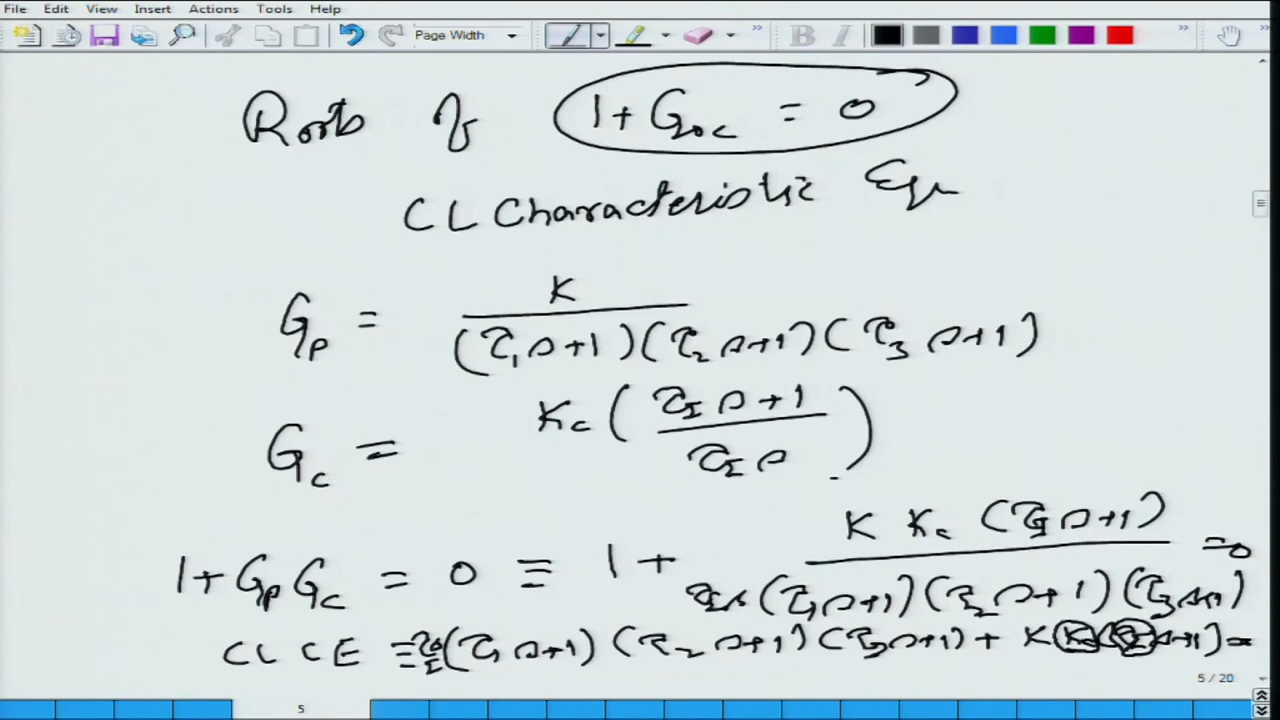 File Edit View Insert Actions Tools Help
Page Width
Roots of 1+G_OL = 0
CL Characteristic Eqn
G_p = K / (τ_1 s+1)(τ_2 s+1)(τ_3 s+1)
G_c = K_c ( τ_I s+1 / τ_I s )
1+G_p G_c = 0 ≡ 1 + K K_c (τ_I s+1) / τ_I s (τ_1 s+1)(τ_2 s+1)(τ_3 s+1) =0
CLCE ≡ τ_I s (τ_1 s+1)(τ_2 s+1)(τ_3 s+1) + K K_c (τ_I s+1) =
5 / 20
5